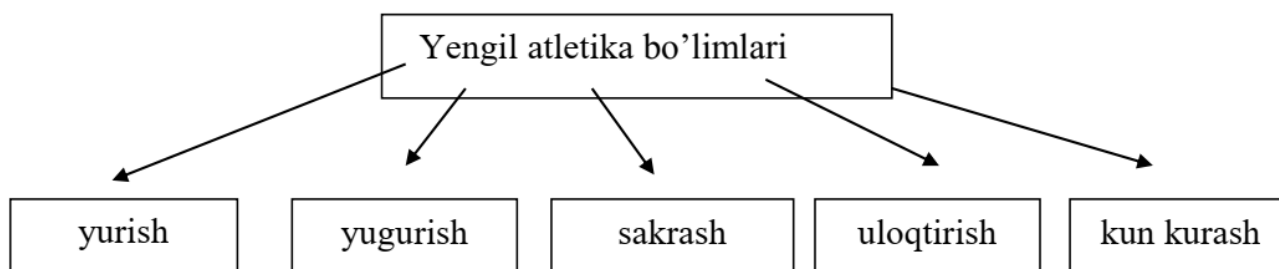 Yengil atletika bo’limlari
yurish
yugurish
sakrash
uloqtirish
kun kurash